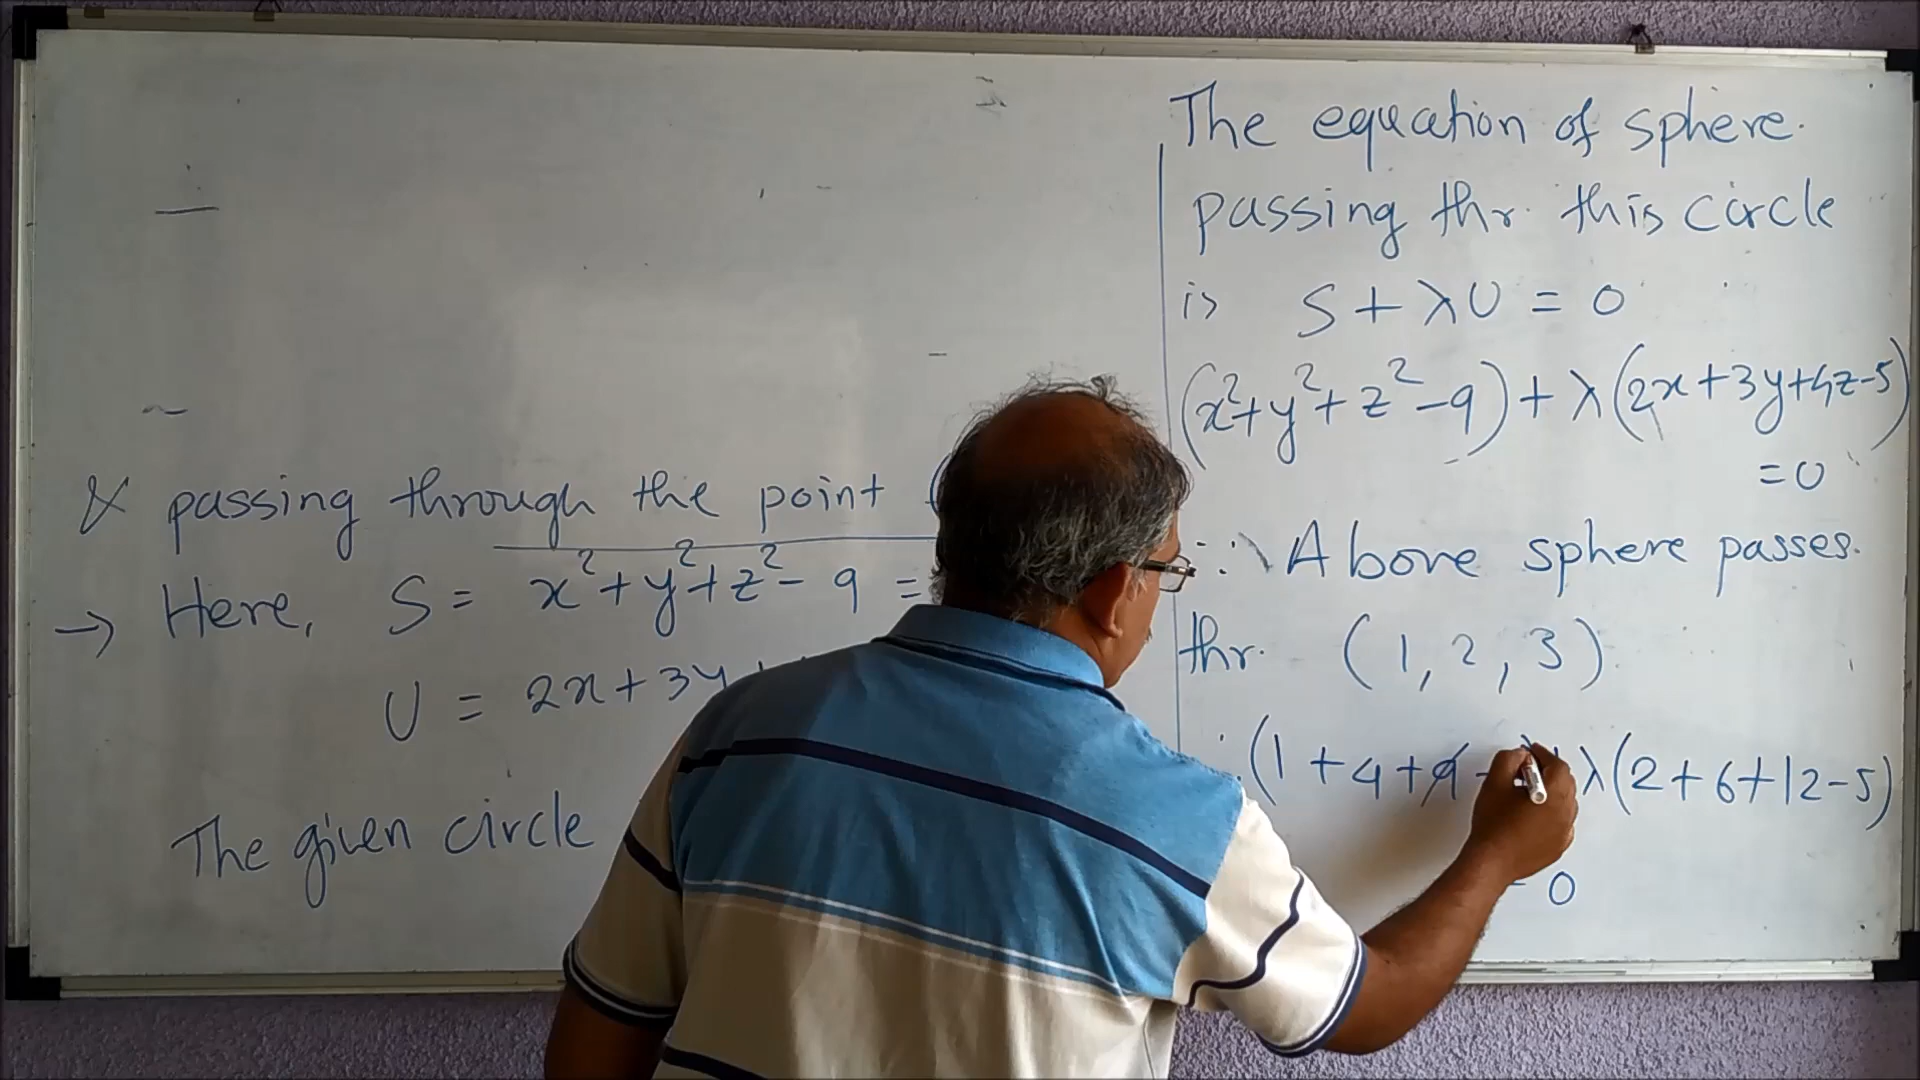 & passing through the point (
→ Here, S = x²+y²+z²- 9 =
U = 2x+3y+
The given circle
The equation of sphere.
passing thr. this circle
is S + λU = 0
(x²+y²+z²-9)+λ(2x+3y+4z-5)
=0
∵ Above sphere passes.
thr. (1, 2, 3).
(1+4+9- λ(2+6+12-5)
0